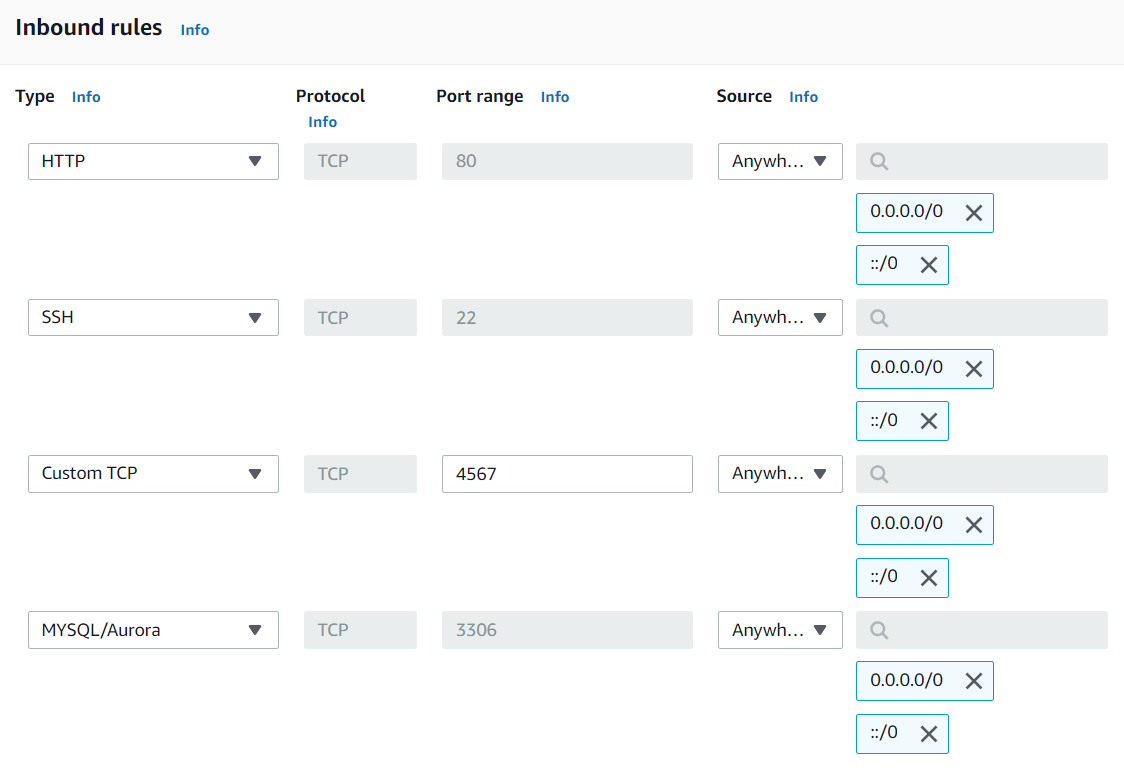 Inbound rules Info
Type Info Protocol Info Port range Info Source Info
HTTP TCP 80 Anywh...
0.0.0.0/0
::/0
SSH TCP 22 Anywh...
0.0.0.0/0
::/0
Custom TCP TCP 4567 Anywh...
0.0.0.0/0
::/0
MYSQL/Aurora TCP 3306 Anywh...
0.0.0.0/0
::/0